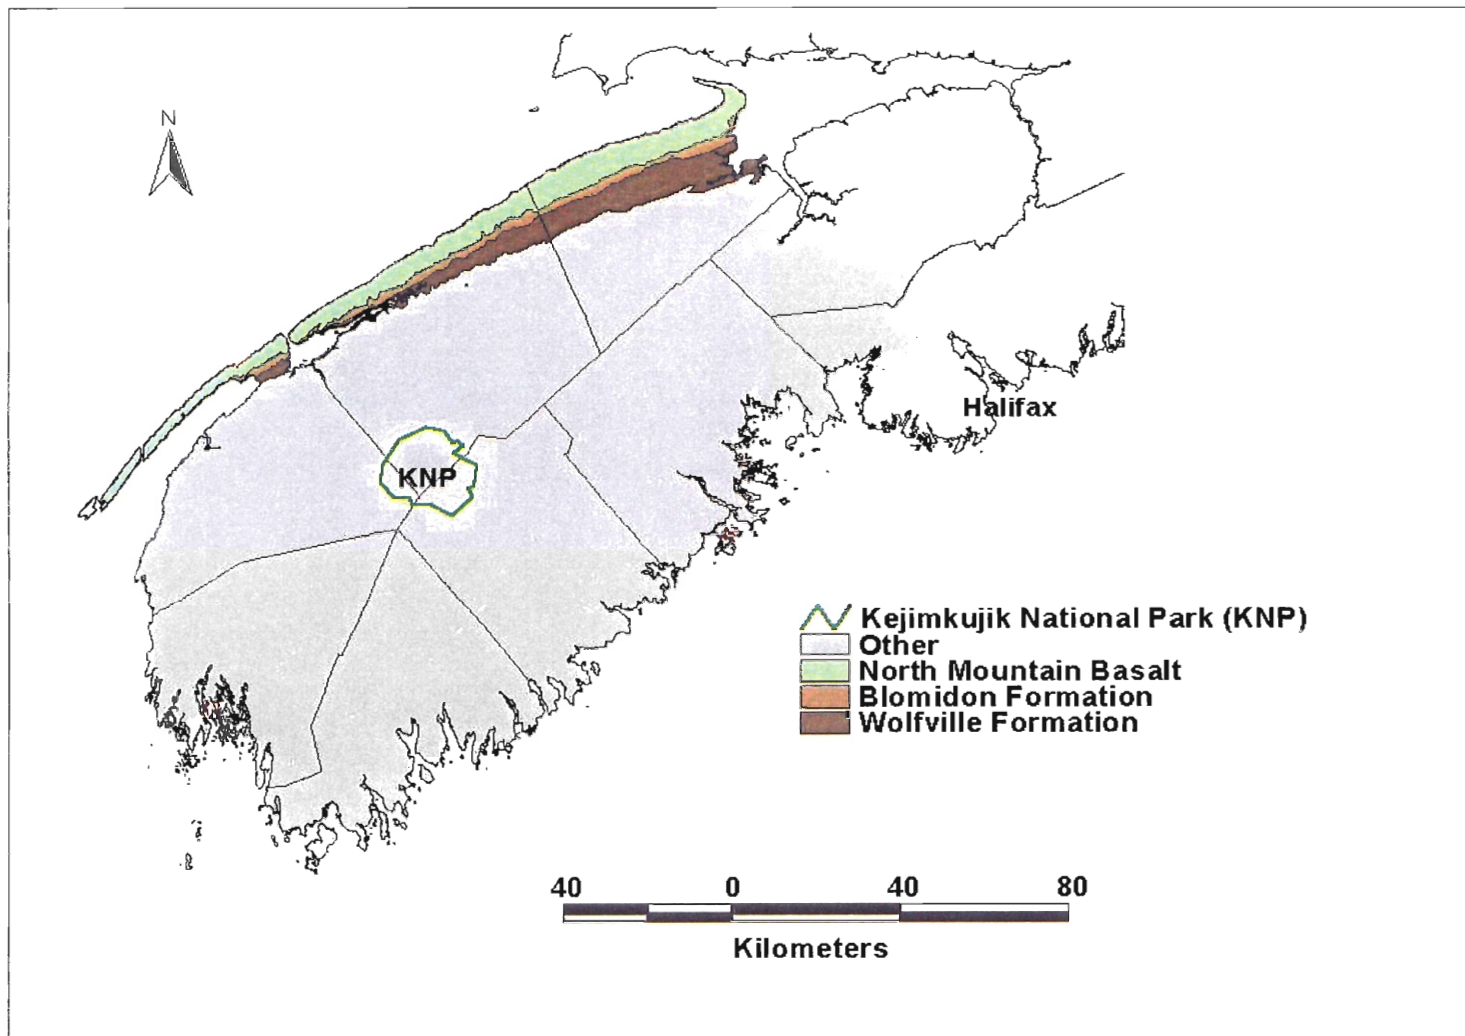 N
Halifax
KNP
Kejimkujik National Park (KNP)
Other
North Mountain Basalt
Blomidon Formation
Wolfville Formation
40 0 40 80
Kilometers